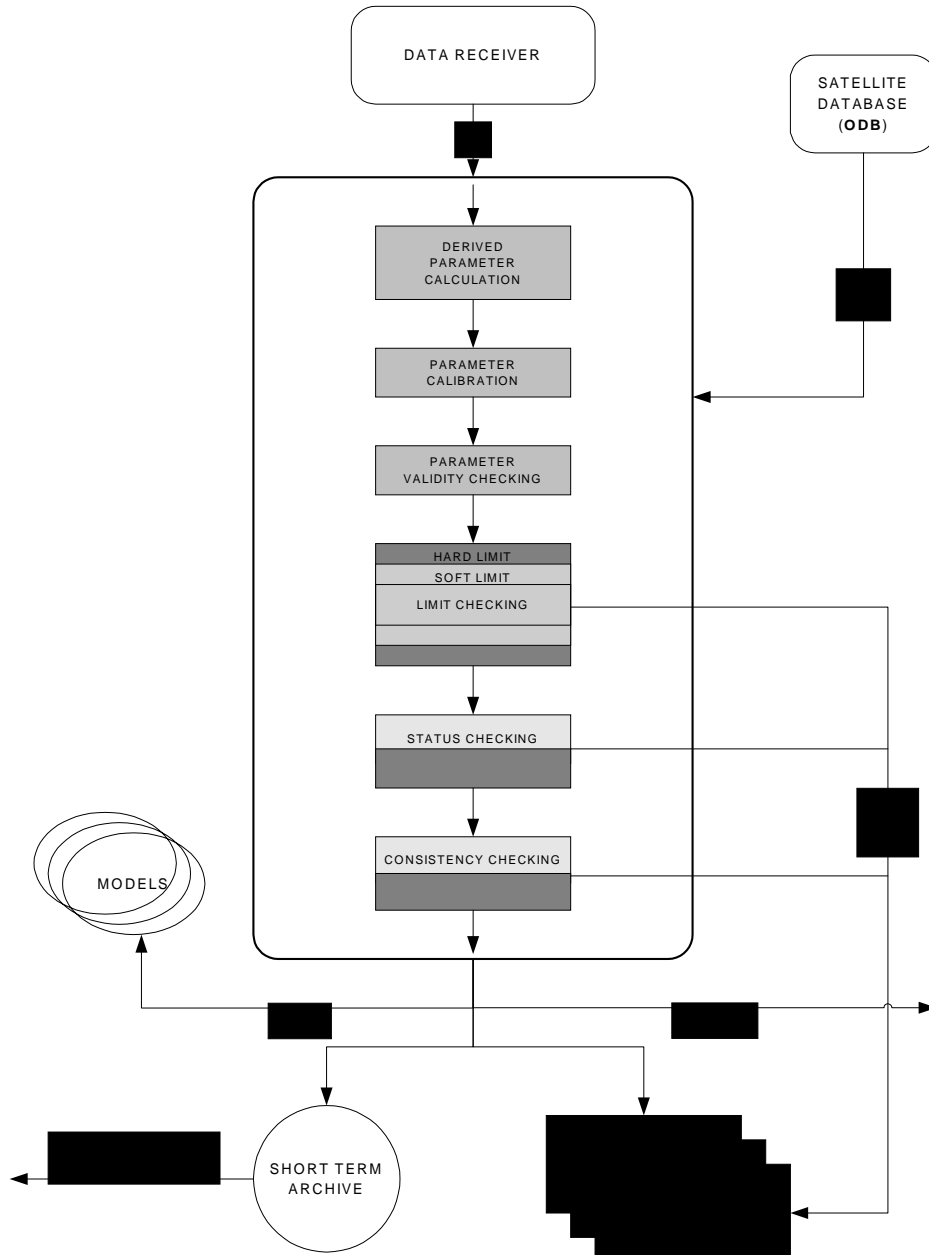 DATA RECEIVER
SATELLITE
DATABASE
(ODB)
DERIVED
PARAMETER
CALCULATION
PARAMETER
CALIBRATION
PARAMETER
VALIDITY CHECKING
HARD LIMIT
SOFT LIMIT
LIMIT CHECKING
STATUS CHECKING
CONSISTENCY CHECKING
MODELS
SHORT TERM
ARCHIVE